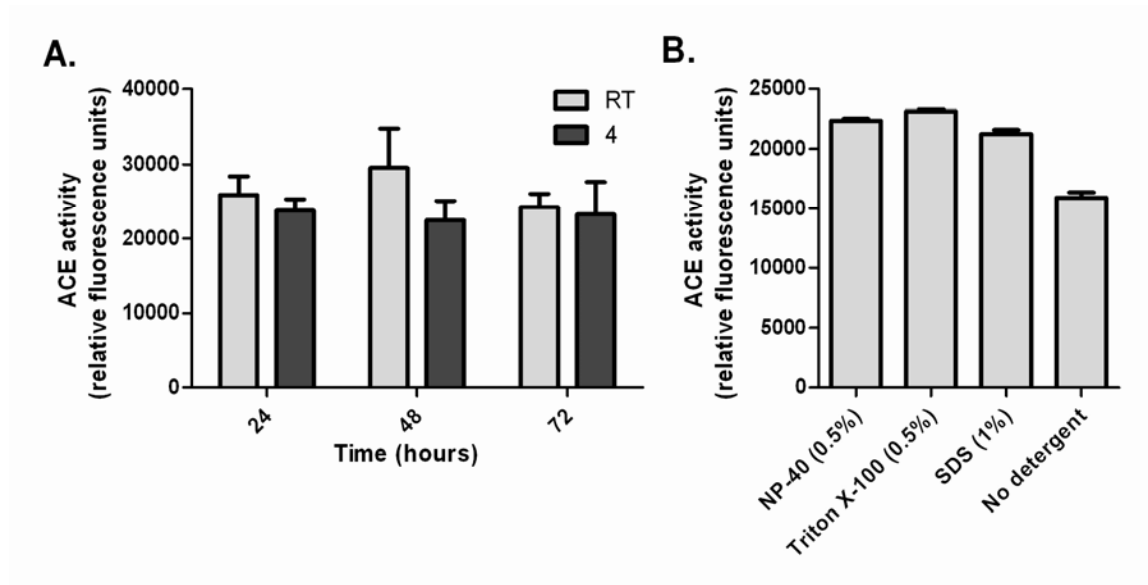 A.
ACE activity
(relative fluorescence units)
40000
30000
20000
10000
0
RT
4
24
48
72
Time (hours)
B.
ACE activity
(relative fluorescence units)
25000
20000
15000
10000
5000
0
NP-40 (0.5%)
Triton X-100 (0.5%)
SDS (1%)
No detergent